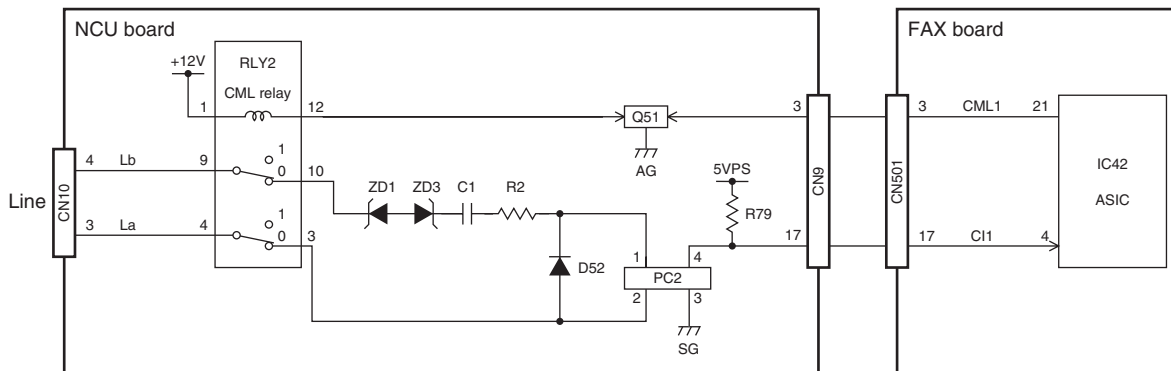 NCU board
FAX board
+12V
RLY2
CML relay
1
12
Q51
AG
3
3
CML1
21
IC42
ASIC
Line
CN10
4
Lb
9
1
0
10
ZD1
ZD3
C1
R2
5VPS
R79
CN9
CN501
3
La
4
1
0
3
D52
1
4
PC2
2
3
SG
17
17
CI1
4